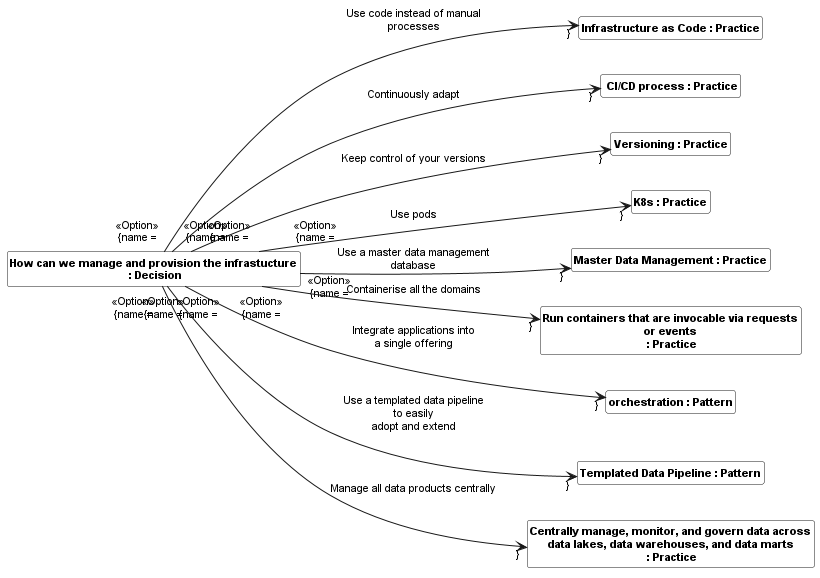 Use code instead of manual
processes
Infrastructure as Code : Practice
}
Continuously adapt
CI/CD process : Practice
}
Keep control of your versions
Versioning : Practice
}
Use pods
K8s : Practice
}
«Option»
{name =
«Option»
{name =
«Option»
{name =
«Option»
{name =
How can we manage and provision the infrastucture
: Decision
Use a master data management
database
Master Data Management : Practice
}
«Option»
{name =
Containerise all the domains
Run containers that are invocable via requests
or events
: Practice
}
«Option»
{name =
«Option»
{name =
«Option»
{name =
«Option»
{name =
Integrate applications into
a single offering
orchestration : Pattern
}
Use a templated data pipeline
to easily
adopt and extend
Templated Data Pipeline : Pattern
}
Manage all data products centrally
Centrally manage, monitor, and govern data across
data lakes, data warehouses, and data marts
: Practice
}